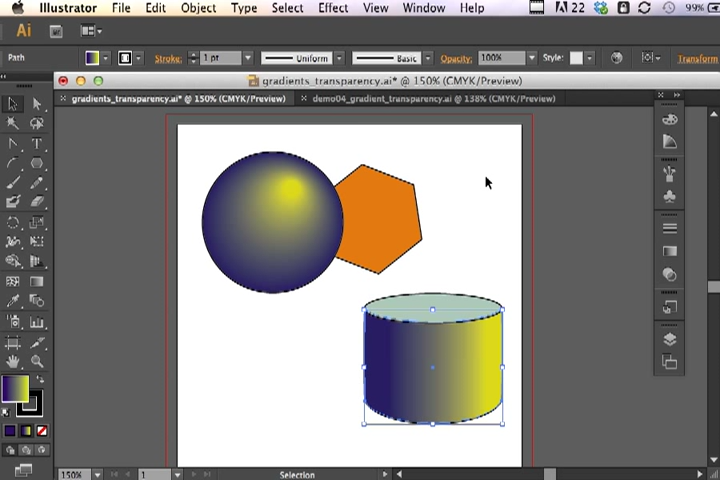 Illustrator File Edit Object Type Select Effect View Window Help 22 99%
Ai
Path Stroke: 1 pt Uniform Basic Opacity: 100% Style: Transform
gradients_transparency.ai* @ 150% (CMYK/Preview)
gradients_transparency.ai* @ 150% (CMYK/Preview) demo04_gradient_transparency.ai @ 138% (CMYK/Preview)
150% 1 Selection